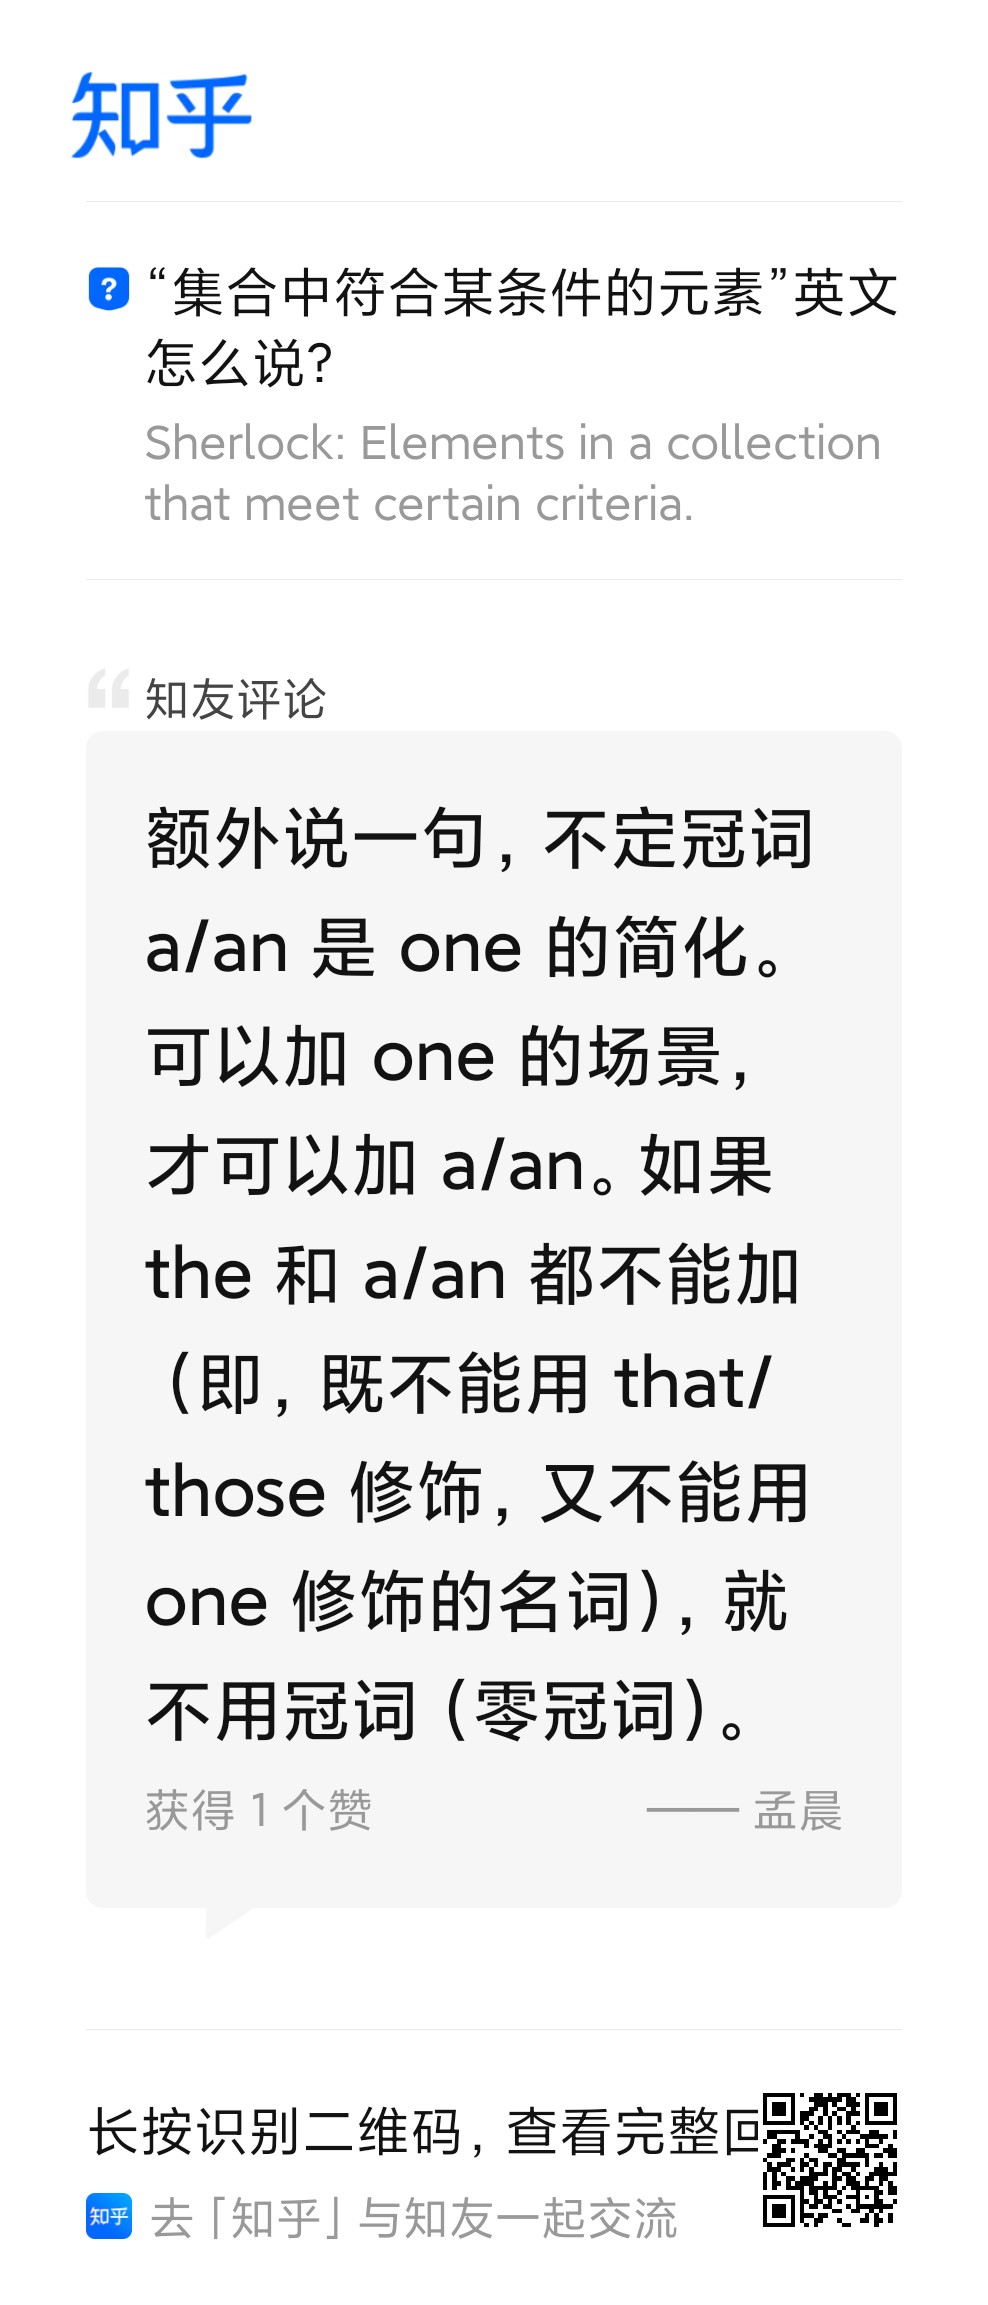 知乎
“集合中符合某条件的元素”英文
怎么说?
Sherlock: Elements in a collection
that meet certain criteria.
知友评论
额外说一句，不定冠词
a/an 是 one 的简化。
可以加 one 的场景，
才可以加 a/an。如果
the 和 a/an 都不能加
（即，既不能用 that/
those 修饰，又不能用
one 修饰的名词），就
不用冠词（零冠词）。
获得 1 个赞 —— 孟晨
长按识别二维码，查看完整回
知乎 去「知乎」与知友一起交流